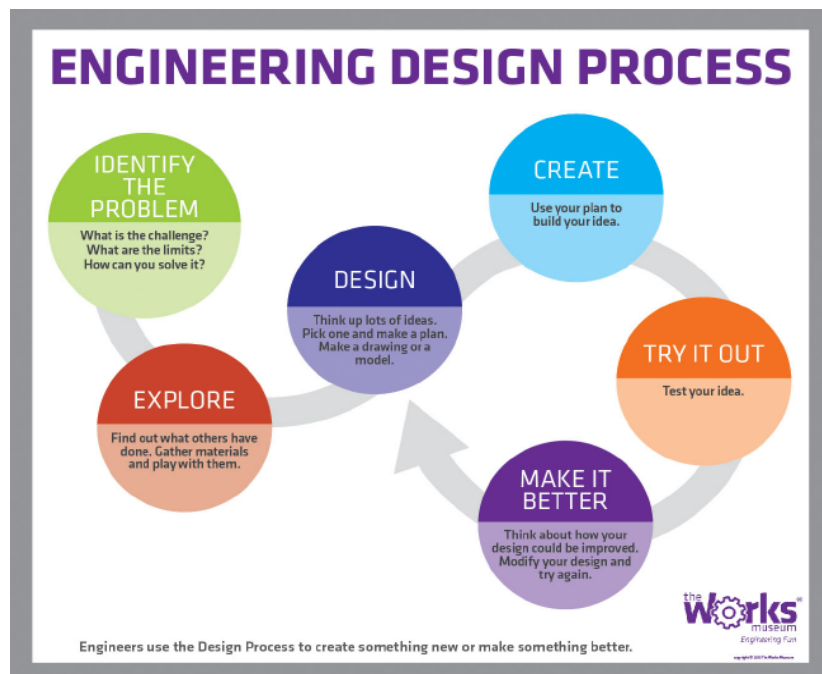 ENGINEERING DESIGN PROCESS
IDENTIFY
THE
PROBLEM
What is the challenge?
What are the limits?
How can you solve it?
EXPLORE
Find out what others have
done. Gather materials
and play with them.
DESIGN
Think up lots of ideas.
Pick one and make a plan.
Make a drawing or a
model.
CREATE
Use your plan to
build your idea.
TRY IT OUT
Test your idea.
MAKE IT
BETTER
Think about how your
design could be improved.
Modify your design and
try again.
Engineers use the Design Process to create something new or make something better.
the
Works®
museum
Engineering Fun